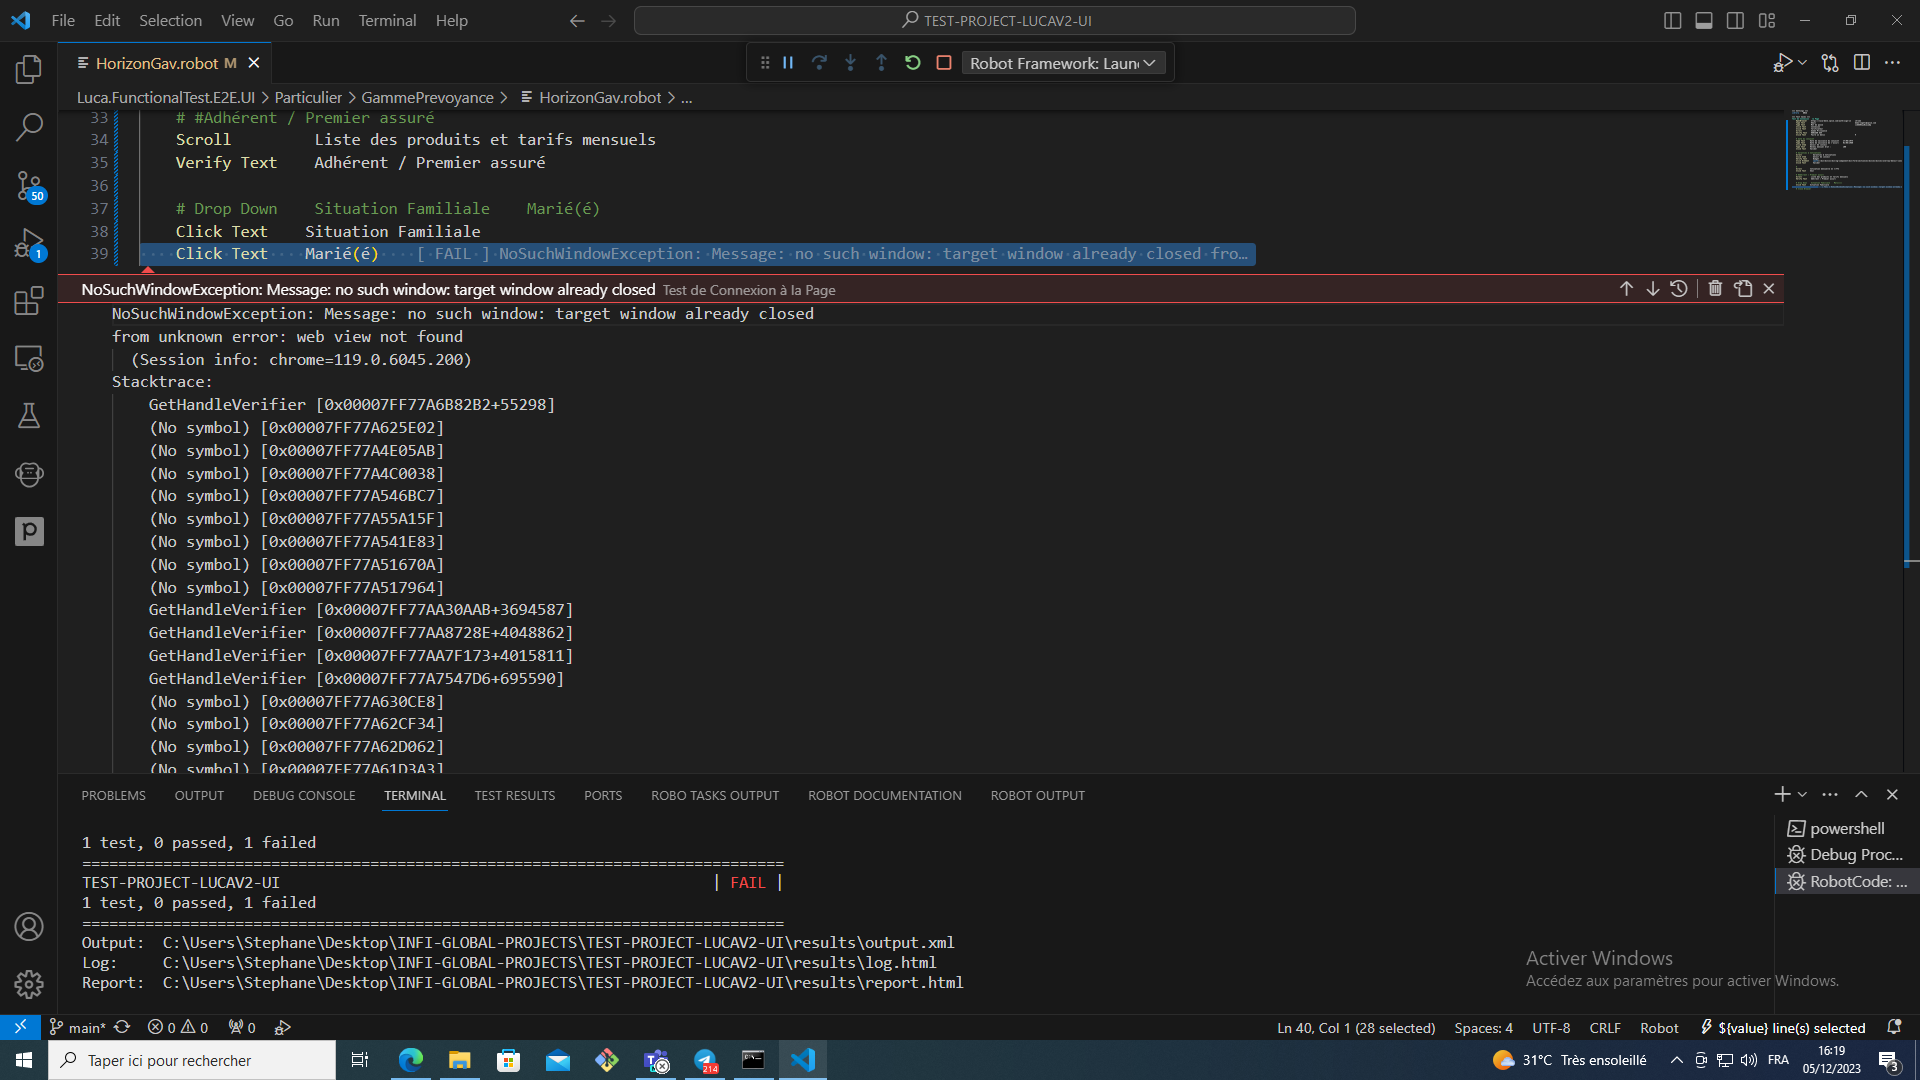 File Edit Selection View Go Run Terminal Help
TEST-PROJECT-LUCAV2-UI
HorizonGav.robot M
Robot Framework: Laun
Luca.FunctionalTest.E2E.UI > Particulier > GammePrevoyance > HorizonGav.robot > ...
33 # #Adhérent / Premier assuré
34 Scroll Liste des produits et tarifs mensuels
35 Verify Text Adhérent / Premier assuré
36
37 # Drop Down Situation Familiale Marié(é)
38 Click Text Situation Familiale
39 Click Text Marié(é) [ FAIL ] NoSuchWindowException: Message: no such window: target window already closed fro…
NoSuchWindowException: Message: no such window: target window already closed Test de Connexion à la Page
NoSuchWindowException: Message: no such window: target window already closed
from unknown error: web view not found
(Session info: chrome=119.0.6045.200)
Stacktrace:
GetHandleVerifier [0x00007FF77A6B82B2+55298]
(No symbol) [0x00007FF77A625E02]
(No symbol) [0x00007FF77A4E05AB]
(No symbol) [0x00007FF77A4C0038]
(No symbol) [0x00007FF77A546BC7]
(No symbol) [0x00007FF77A55A15F]
(No symbol) [0x00007FF77A541E83]
(No symbol) [0x00007FF77A51670A]
(No symbol) [0x00007FF77A517964]
GetHandleVerifier [0x00007FF77AA30AAB+3694587]
GetHandleVerifier [0x00007FF77AA8728E+4048862]
GetHandleVerifier [0x00007FF77AA7F173+4015811]
GetHandleVerifier [0x00007FF77A7547D6+695590]
(No symbol) [0x00007FF77A630CE8]
(No symbol) [0x00007FF77A62CF34]
(No symbol) [0x00007FF77A62D062]
(No symbol) [0x00007FF77A61D3A3]
50
1
PROBLEMS OUTPUT DEBUG CONSOLE TERMINAL TEST RESULTS PORTS ROBO TASKS OUTPUT ROBOT DOCUMENTATION ROBOT OUTPUT
1 test, 0 passed, 1 failed
==============================================================================
TEST-PROJECT-LUCAV2-UI | FAIL |
1 test, 0 passed, 1 failed
==============================================================================
Output: C:\Users\Stephane\Desktop\INFI-GLOBAL-PROJECTS\TEST-PROJECT-LUCAV2-UI\results\output.xml
Log: C:\Users\Stephane\Desktop\INFI-GLOBAL-PROJECTS\TEST-PROJECT-LUCAV2-UI\results\log.html
Report: C:\Users\Stephane\Desktop\INFI-GLOBAL-PROJECTS\TEST-PROJECT-LUCAV2-UI\results\report.html
powershell
Debug Proc...
RobotCode: ...
Activer Windows
Accédez aux paramètres pour activer Windows.
main* 0 0 0 Ln 40, Col 1 (28 selected) Spaces: 4 UTF-8 CRLF Robot ${value} line(s) selected
Taper ici pour rechercher
214
31°C Très ensoleillé FRA
16:19
05/12/2023
3